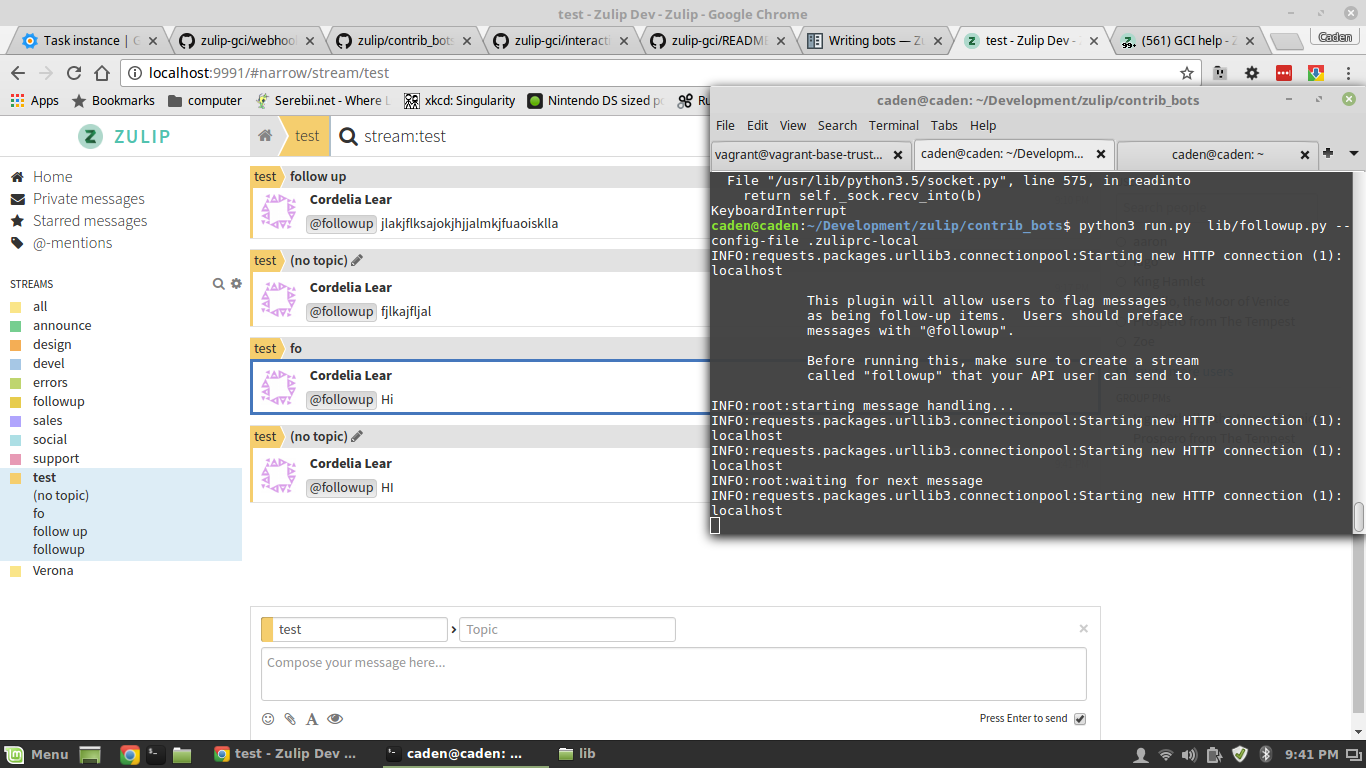 test - Zulip Dev - Zulip - Google Chrome
Task instance | G
zulip-gci/webhoo
zulip/contrib_bots
zulip-gci/interacti
zulip-gci/README
Writing bots — Zu
test - Zulip Dev -
(561) GCI help - Z
Caden
localhost:9991/#narrow/stream/test
Apps
Bookmarks
computer
Serebii.net - Where
xkcd: Singularity
Nintendo DS sized p
Ru
ZULIP
test
stream:test
Home
Private messages
Starred messages
@-mentions
STREAMS
all
announce
design
devel
errors
followup
sales
social
support
test
(no topic)
fo
follow up
followup
Verona
test follow up
Cordelia Lear
@followup jlakjflksajokjhjjalmkjfuaoisklla
test (no topic)
Cordelia Lear
@followup fjlkajfljal
test fo
Cordelia Lear
@followup Hi
test (no topic)
Cordelia Lear
@followup HI
test › Topic
Compose your message here...
Press Enter to send
caden@caden: ~/Development/zulip/contrib_bots
File Edit View Search Terminal Tabs Help
vagrant@vagrant-base-trust...
caden@caden: ~/Developm...
caden@caden: ~
File "/usr/lib/python3.5/socket.py", line 575, in readinto
return self._sock.recv_into(b)
KeyboardInterrupt
caden@caden:~/Development/zulip/contrib_bots$ python3 run.py  lib/followup.py --
config-file .zuliprc-local
INFO:requests.packages.urllib3.connectionpool:Starting new HTTP connection (1):
localhost
This plugin will allow users to flag messages
as being follow-up items.  Users should preface
messages with "@followup".
Before running this, make sure to create a stream
called "followup" that your API user can send to.
INFO:root:starting message handling...
INFO:requests.packages.urllib3.connectionpool:Starting new HTTP connection (1):
localhost
INFO:requests.packages.urllib3.connectionpool:Starting new HTTP connection (1):
localhost
INFO:root:waiting for next message
INFO:requests.packages.urllib3.connectionpool:Starting new HTTP connection (1):
localhost
Menu
test - Zulip Dev ...
caden@caden: ...
lib
9:41 PM